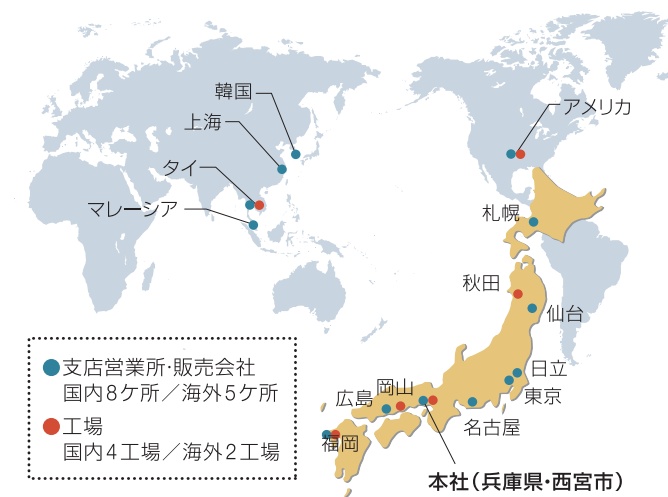 韓国
上海
タイ
マレーシア
アメリカ
札幌
秋田
仙台
日立
東京
名古屋
岡山
広島
福岡
本社（兵庫県・西宮市）
支店営業所・販売会社
国内8ケ所／海外5ケ所
工場
国内4工場／海外2工場